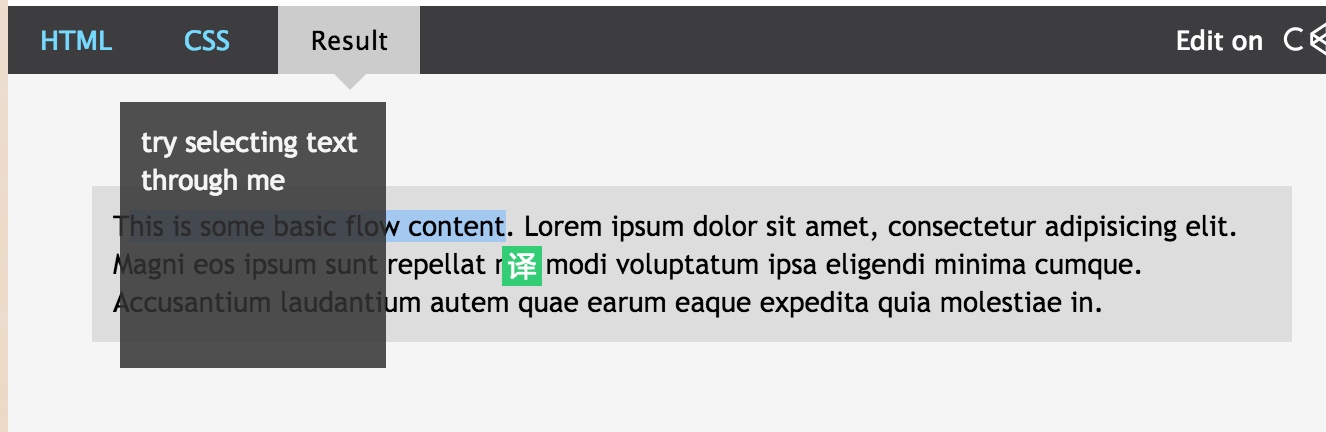 HTML CSS Result Edit on
try selecting text
through me
This is some basic flow content. Lorem ipsum dolor sit amet, consectetur adipisicing elit.
Magni eos ipsum sunt repellat 译 modi voluptatum ipsa eligendi minima cumque.
Accusantium laudantium autem quae earum eaque expedita quia molestiae in.